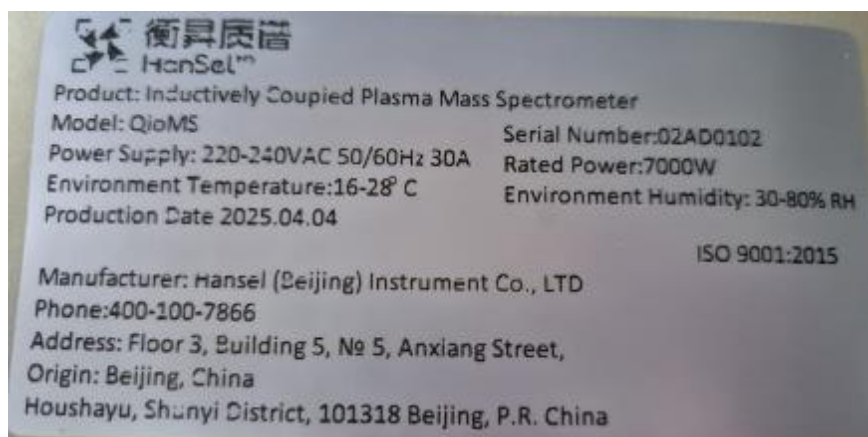 衡昇质谱
HanSel™
Product: Inductively Coupied Plasma Mass Spectrometer
Model: QioMS
Serial Number:02AD0102
Power Supply: 220-240VAC 50/60Hz 30A
Rated Power:7000W
Environment Temperature:16-28° C
Environment Humidity: 30-80% RH
Production Date 2025.04.04
ISO 9001:2015
Manufacturer: Hansel (Beijing) Instrument Co., LTD
Phone:400-100-7866
Address: Floor 3, Building 5, № 5, Anxiang Street,
Origin: Beijing, China
Houshayu, Shunyi District, 101318 Beijing, P.R. China